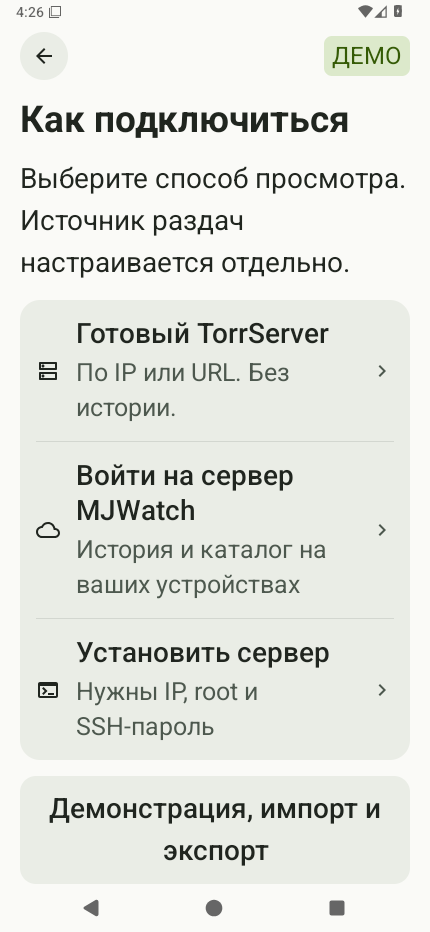 4:26
ДЕМО
Как подключиться
Выберите способ просмотра.
Источник раздач
настраивается отдельно.
Готовый TorrServer
По IP или URL. Без
истории.
Войти на сервер
MJWatch
История и каталог на
ваших устройствах
Установить сервер
Нужны IP, root и
SSH-пароль
Демонстрация, импорт и
экспорт